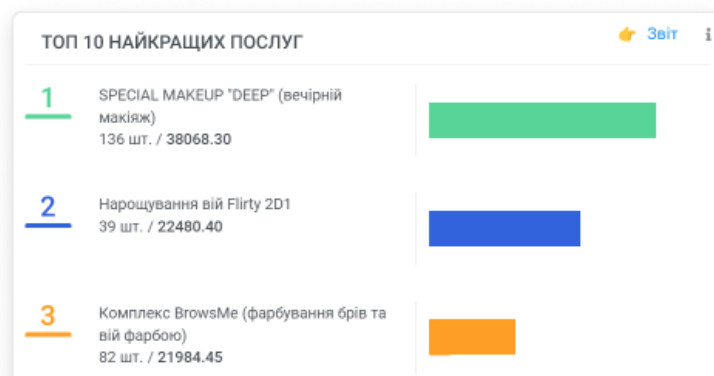 ТОП 10 НАЙКРАЩИХ ПОСЛУГ
👉 Звіт
1
SPECIAL MAKEUP "DEEP" (вечірній
макіяж)
136 шт. / 38068.30
2
Нарощування вій Flirty 2D1
39 шт. / 22480.40
3
Комплекс BrowsMe (фарбування брів та
вій фарбою)
82 шт. / 21984.45